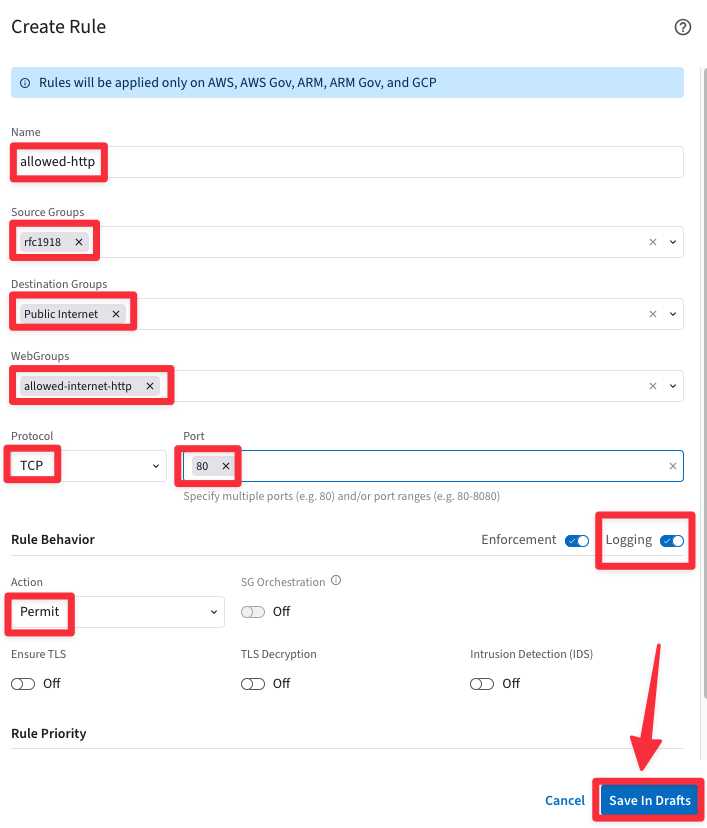 Create Rule
Rules will be applied only on AWS, AWS Gov, ARM, ARM Gov, and GCP
Name
allowed-http
Source Groups
rfc1918
Destination Groups
Public Internet
WebGroups
allowed-internet-http
Protocol Port
TCP 80
Specify multiple ports (e.g. 80) and/or port ranges (e.g. 80-8080)
Rule Behavior Enforcement Logging
Action SG Orchestration
Permit Off
Ensure TLS TLS Decryption Intrusion Detection (IDS)
Off Off Off
Rule Priority
Cancel Save In Drafts